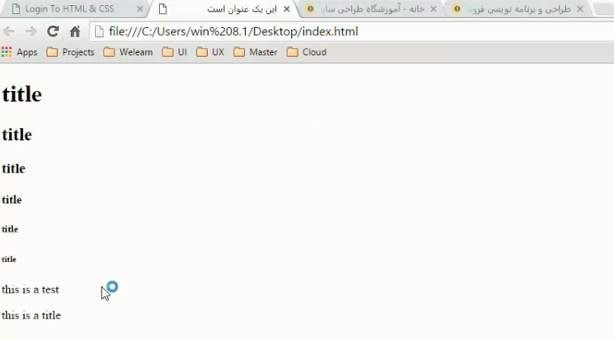 Login To HTML & CSS
این یک عنوان است
خانه - آموزشگاه طراحی سای
طراحی و برنامه نویسی فرو
file:///C:/Users/win%208.1/Desktop/index.html
Apps Projects Welearn UI UX Master Cloud
title
title
title
title
title
title
this is a test
this is a title